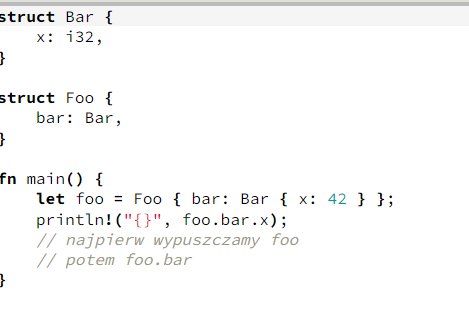 struct Bar {
    x: i32,
}
struct Foo {
    bar: Bar,
}
fn main() {
    let foo = Foo { bar: Bar { x: 42 } };
    println!("{}", foo.bar.x);
    // najpierw wypuszczamy foo
    // potem foo.bar
}